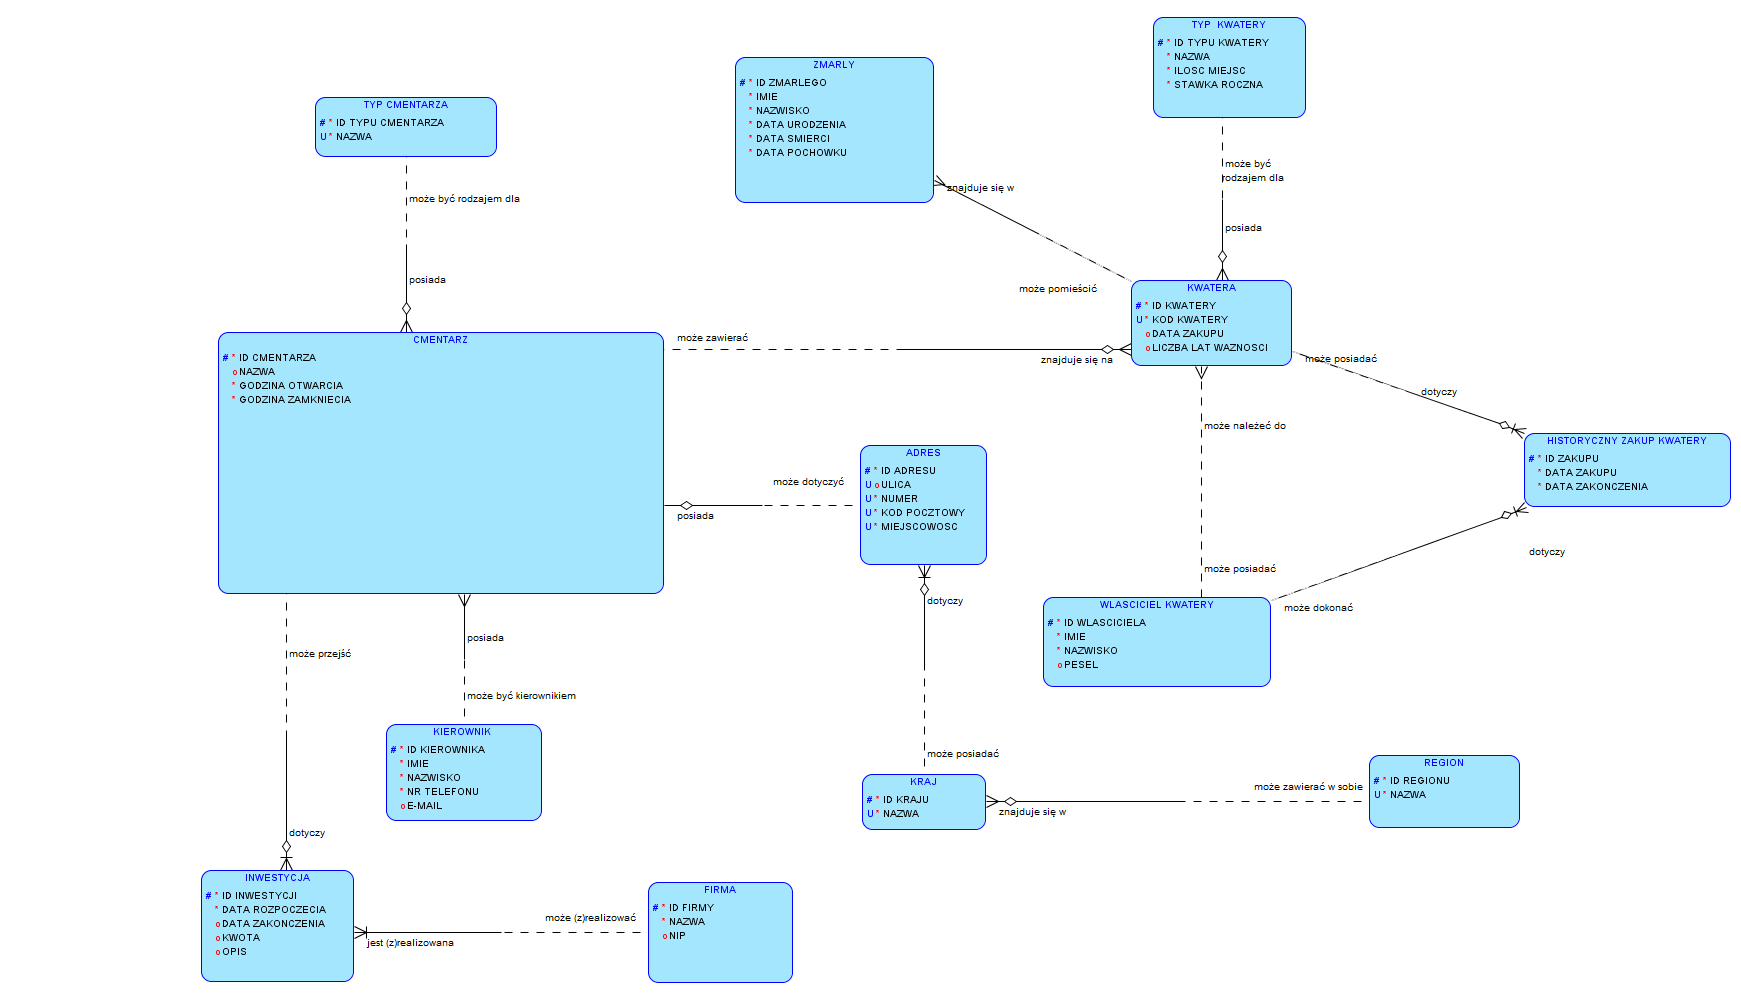 TYP KWATERY
# * ID TYPU KWATERY
* NAZWA
* ILOSC MIEJSC
* STAWKA ROCZNA
ZMARLY
# * ID ZMARLEGO
* IMIE
* NAZWISKO
* DATA URODZENIA
* DATA SMIERCI
* DATA POCHOWKU
TYP CMENTARZA
# * ID TYPU CMENTARZA
U * NAZWA
może być
rodzajem dla
posiada
znajduje się w
może pomieścić
może być rodzajem dla
posiada
KWATERA
# * ID KWATERY
U * KOD KWATERY
o DATA ZAKUPU
o LICZBA LAT WAZNOSCI
CMENTARZ
# * ID CMENTARZA
o NAZWA
* GODZINA OTWARCIA
* GODZINA ZAMKNIECIA
może zawierać
znajduje się na
może posiadać
dotyczy
może należeć do
może posiadać
HISTORYCZNY ZAKUP KWATERY
# * ID ZAKUPU
* DATA ZAKUPU
* DATA ZAKONCZENIA
ADRES
# * ID ADRESU
U o ULICA
U * NUMER
U * KOD POCZTOWY
U * MIEJSCOWOSC
może dotyczyć
posiada
dotyczy
może dokonać
WLASCICIEL KWATERY
# * ID WLASCICIELA
* IMIE
* NAZWISKO
o PESEL
dotyczy
może posiadać
może przejść
dotyczy
posiada
może być kierownikiem
KIEROWNIK
# * ID KIEROWNIKA
* IMIE
* NAZWISKO
* NR TELEFONU
o E-MAIL
KRAJ
# * ID KRAJU
U * NAZWA
może zawierać w sobie
znajduje się w
REGION
# * ID REGIONU
U * NAZWA
INWESTYCJA
# * ID INWESTYCJI
* DATA ROZPOCZECIA
o DATA ZAKONCZENIA
o KWOTA
o OPIS
może (z)realizować
jest (z)realizowana
FIRMA
# * ID FIRMY
* NAZWA
o NIP